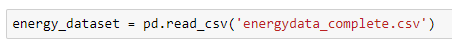 energy_dataset = pd.read_csv('energydata_complete.csv')